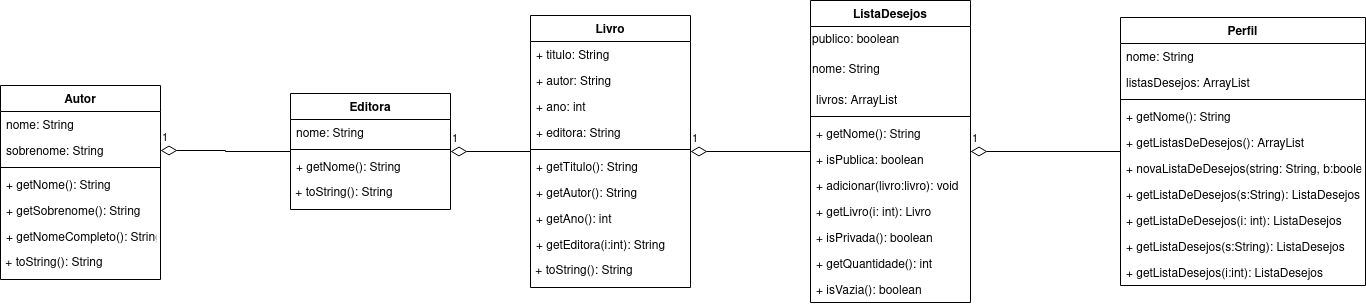 Autor
nome: String
sobrenome: String
+ getNome(): String
+ getSobrenome(): String
+ getNomeCompleto(): Strin
+ toString(): String
1
Editora
nome: String
+ getNome(): String
+ toString(): String
1
Livro
+ titulo: String
+ autor: String
+ ano: int
+ editora: String
+ getTitulo(): String
+ getAutor(): String
+ getAno(): int
+ getEditora(i:int): String
+ toString(): String
1
ListaDesejos
publico: boolean
nome: String
livros: ArrayList
+ getNome(): String
+ isPublica: boolean
+ adicionar(livro:livro): void
+ getLivro(i: int): Livro
+ isPrivada(): boolean
+ getQuantidade(): int
+ isVazia(): boolean
1
Perfil
nome: String
listasDesejos: ArrayList
+ getNome(): String
+ getListasDeDesejos(): ArrayList
+ novaListaDeDesejos(string: String, b:boole
+ getListaDeDesejos(s:String): ListaDesejos
+ getListaDeDesejos(i: int): ListaDesejos
+ getListaDesejos(s:String): ListaDesejos
+ getListaDesejos(i:int): ListaDesejos